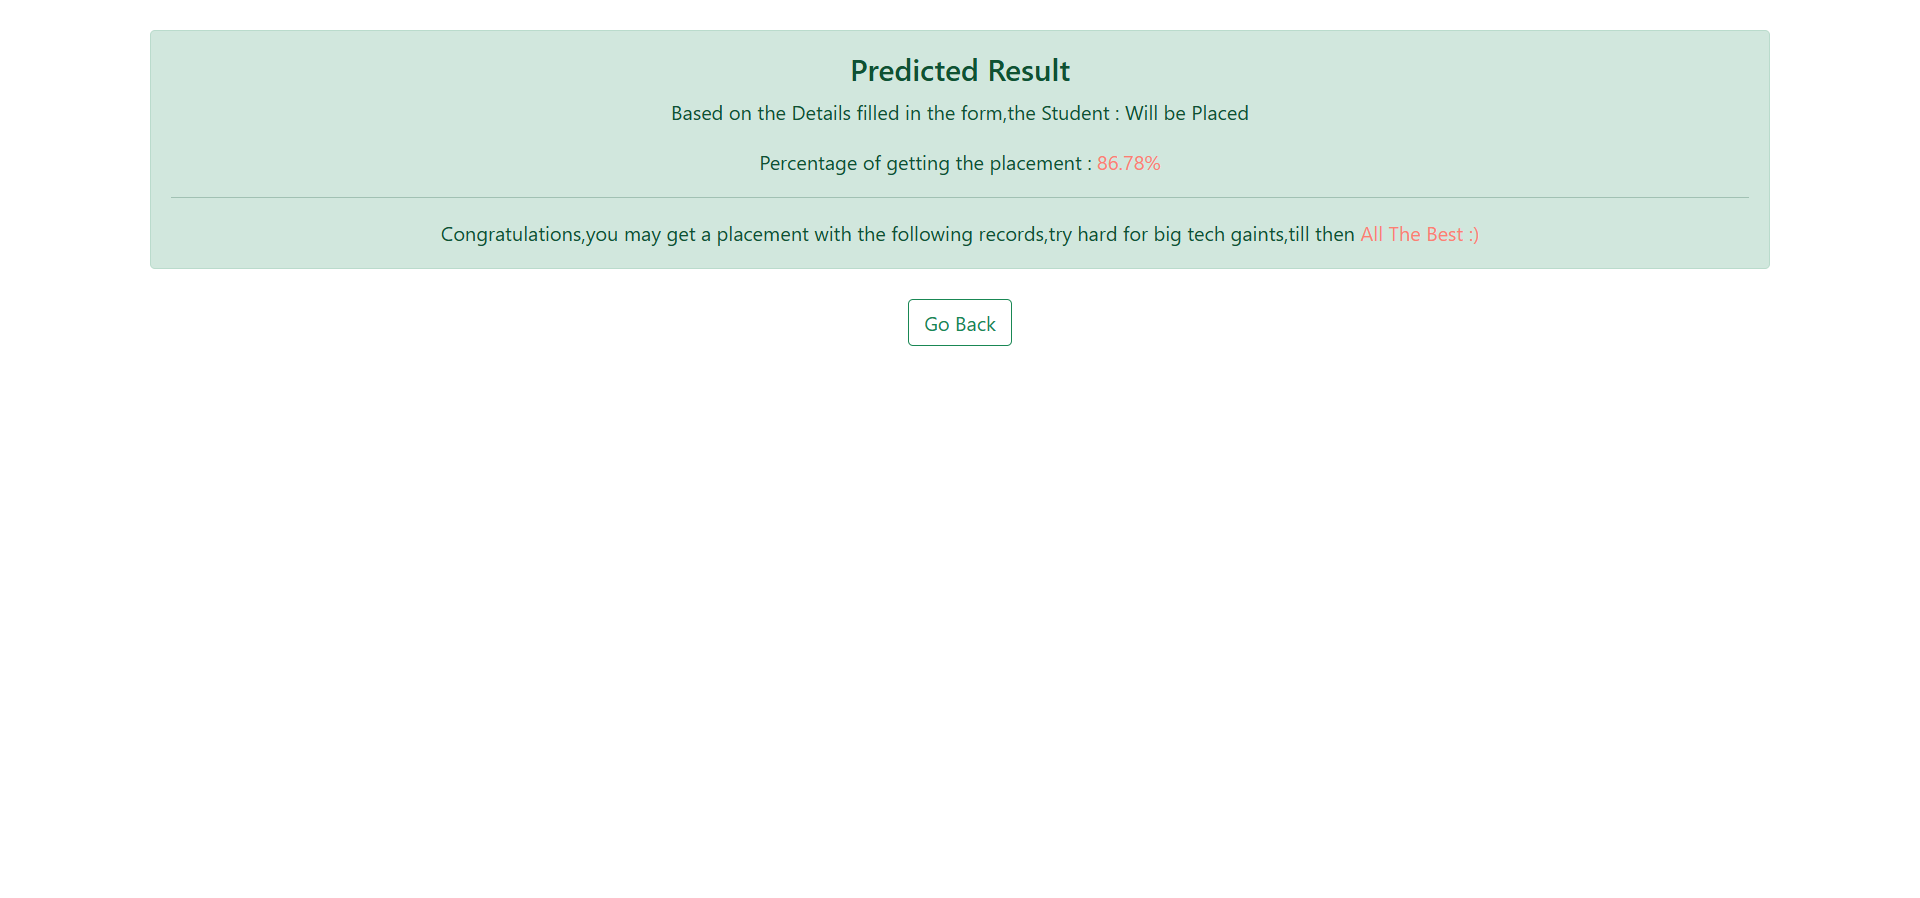 Predicted Result
Based on the Details filled in the form,the Student : Will be Placed
Percentage of getting the placement : 86.78%
Congratulations,you may get a placement with the following records,try hard for big tech gaints,till then All The Best :)
Go Back